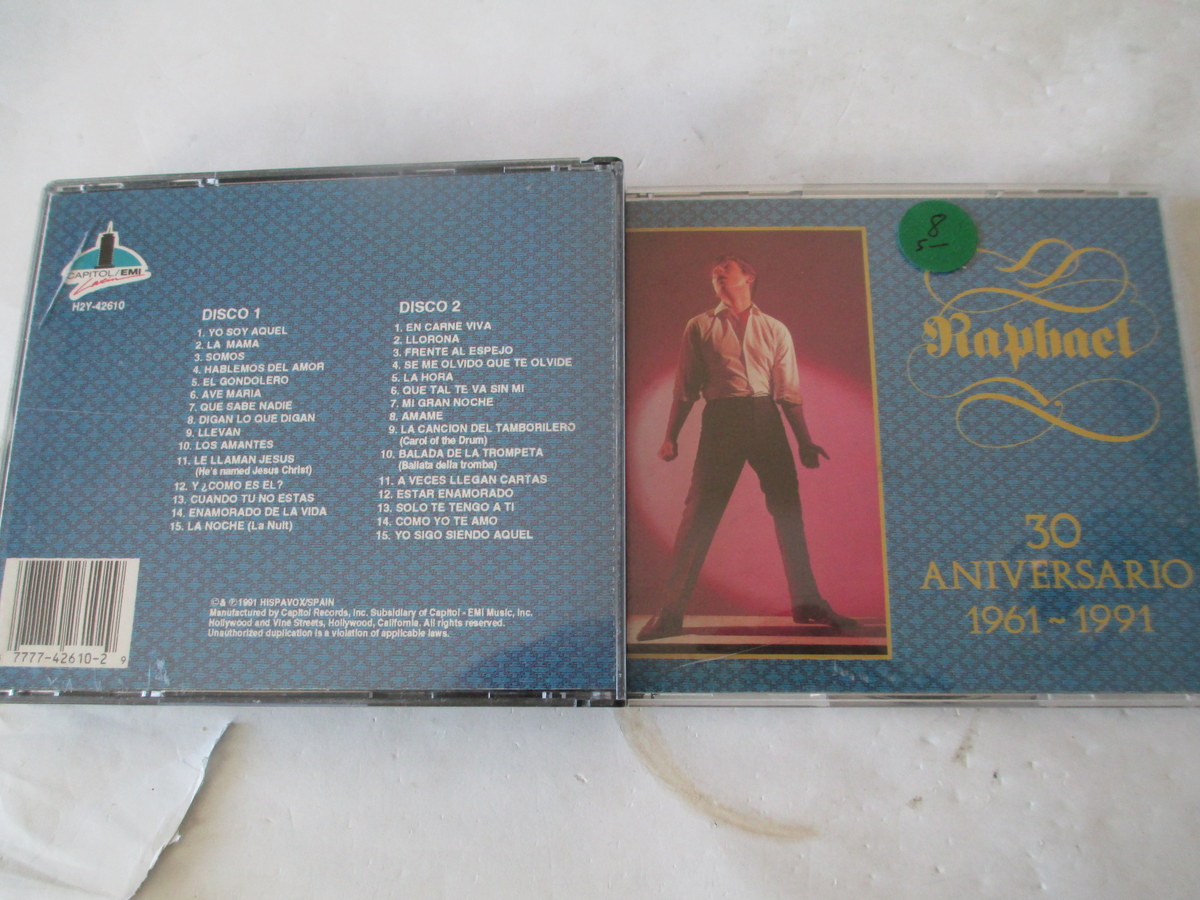 CAPITOL/EMI
Latin
H2Y-42610
DISCO 1
1. YO SOY AQUEL
2. LA MAMA
3. SOMOS
4. HABLEMOS DEL AMOR
5. EL GONDOLERO
6. AVE MARIA
7. QUE SABE NADIE
8. DIGAN LO QUE DIGAN
9. LLEVAN
10. LOS AMANTES
11. LE LLAMAN JESUS
(He's named Jesus Christ)
12. Y ¿COMO ES EL?
13. CUANDO TU NO ESTAS
14. ENAMORADO DE LA VIDA
15. LA NOCHE (La Nuit)
DISCO 2
1. EN CARNE VIVA
2. LLORONA
3. FRENTE AL ESPEJO
4. SE ME OLVIDO QUE TE OLVIDE
5. LA HORA
6. QUE TAL TE VA SIN MI
7. MI GRAN NOCHE
8. AMAME
9. LA CANCION DEL TAMBORILERO
(Carol of the Drum)
10. BALADA DE LA TROMPETA
(Ballata della tromba)
11. A VECES LLEGAN CARTAS
12. ESTAR ENAMORADO
13. SOLO TE TENGO A TI
14. COMO YO TE AMO
15. YO SIGO SIENDO AQUEL
©& ℗1991 HISPAVOX/SPAIN
Manufactured by Capitol Records, Inc. Subsidiary of Capitol - EMI Music, Inc.
Hollywood and Vine Streets, Hollywood, California. All rights reserved.
Unauthorized duplication is a violation of applicable laws.
7777-42610-2 9
8
5-
Raphael
30
ANIVERSARIO
1961~1991